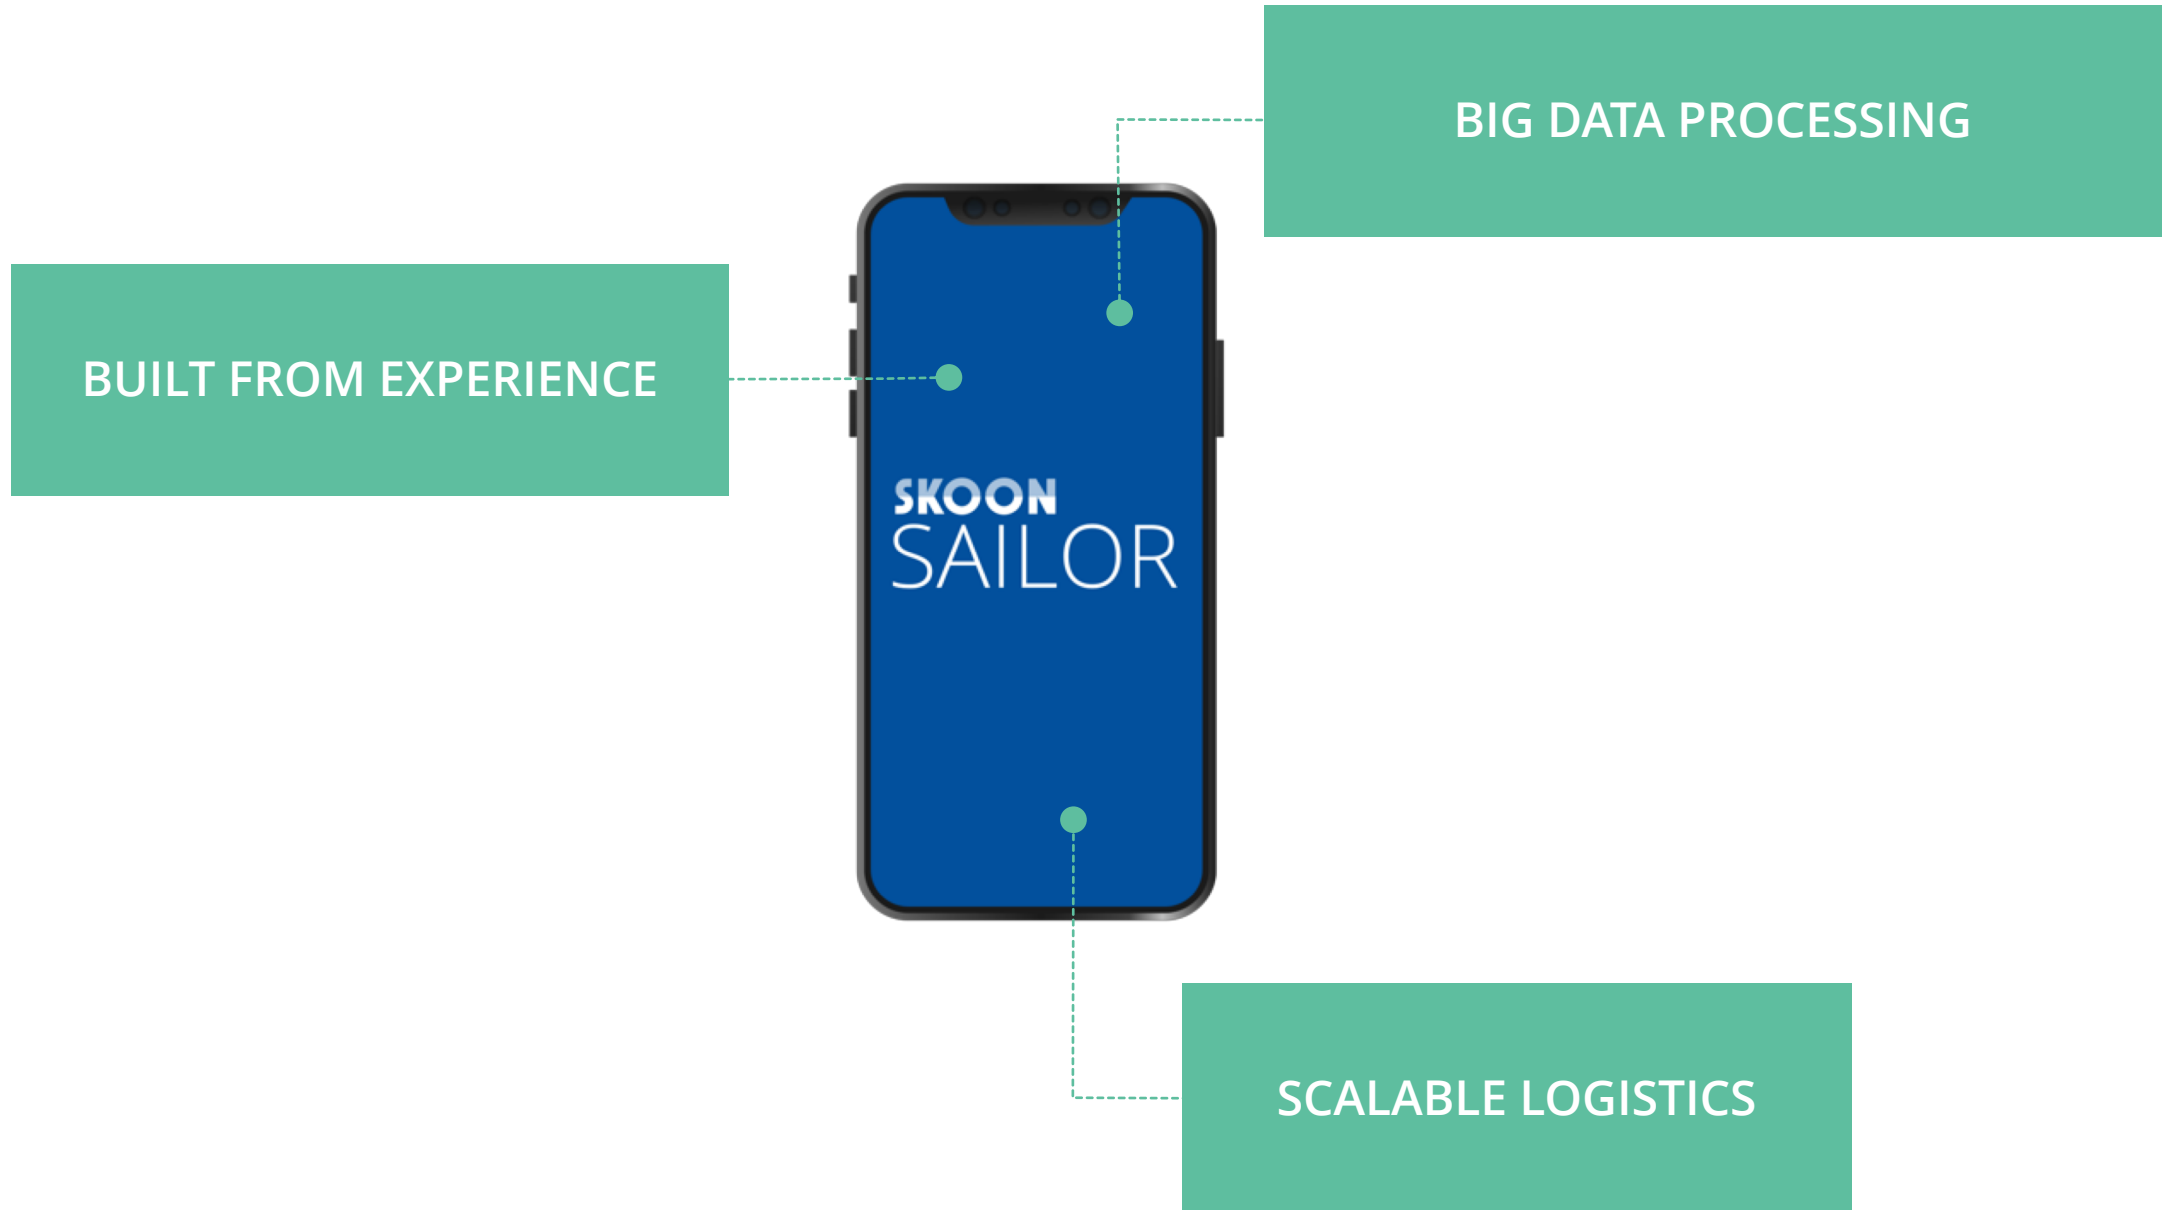 BIG DATA PROCESSING
BUILT FROM EXPERIENCE
SKOON
SAILOR
SCALABLE LOGISTICS